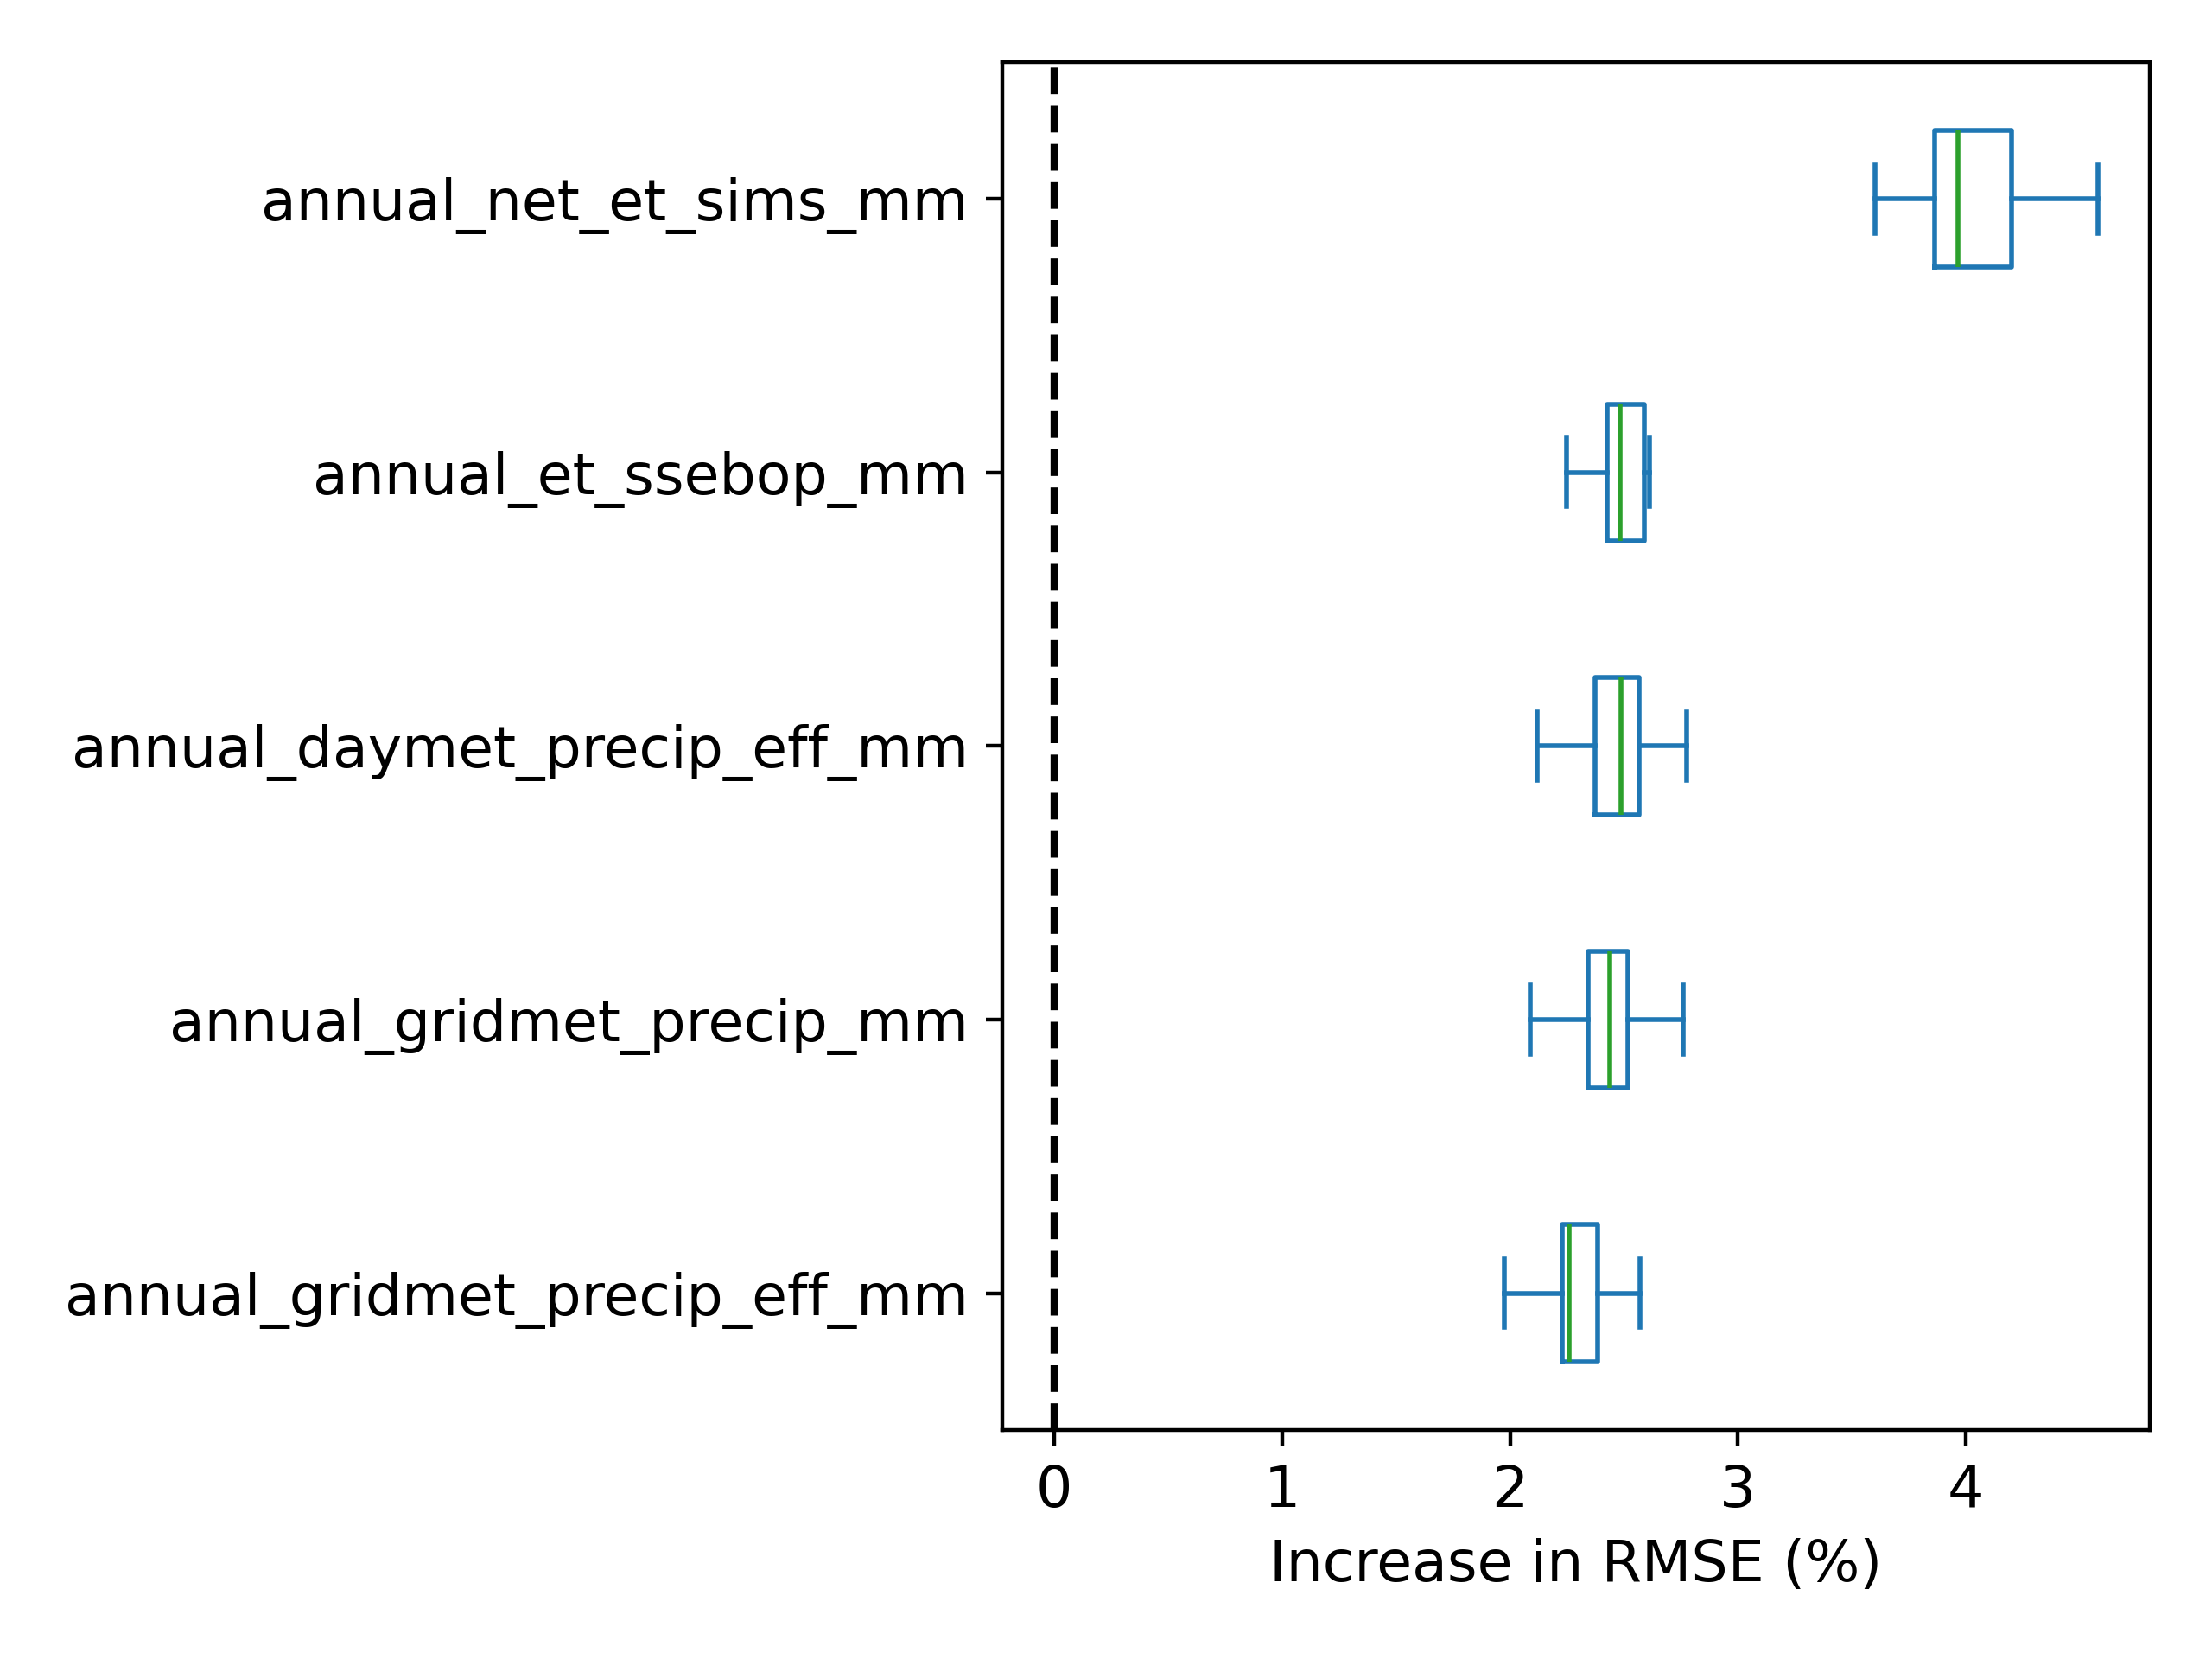 annual_net_et_sims_mm
annual_et_ssebop_mm
annual_daymet_precip_eff_mm
annual_gridmet_precip_mm
annual_gridmet_precip_eff_mm
0 1 2 3 4
Increase in RMSE (%)